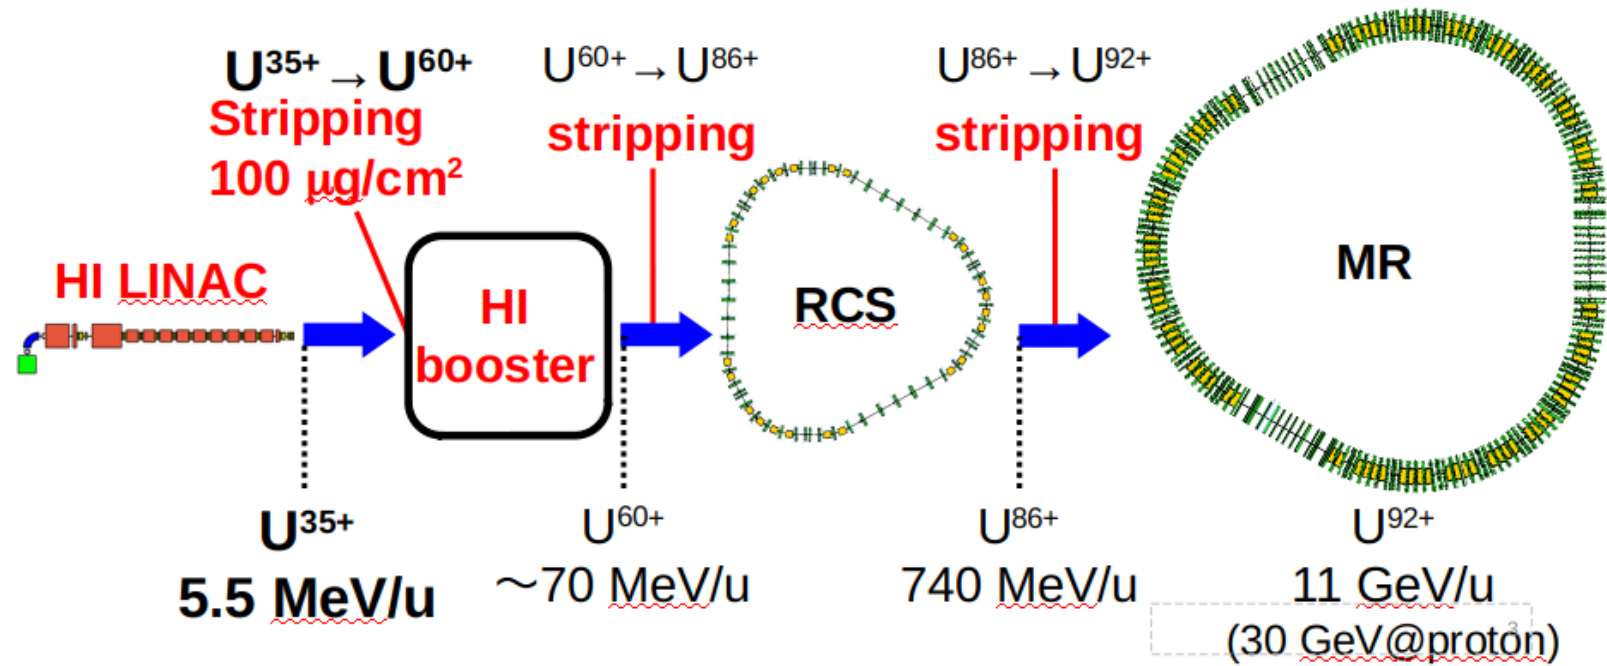 U³⁵⁺→U⁶⁰⁺
Stripping
100 µg/cm²
U⁶⁰⁺→U⁸⁶⁺
stripping
U⁸⁶⁺→U⁹²⁺
stripping
HI LINAC
HI
booster
RCS
MR
U³⁵⁺
5.5 MeV/u
U⁶⁰⁺
～70 MeV/u
U⁸⁶⁺
740 MeV/u
U⁹²⁺
11 GeV/u
(30 GeV@proton)
3